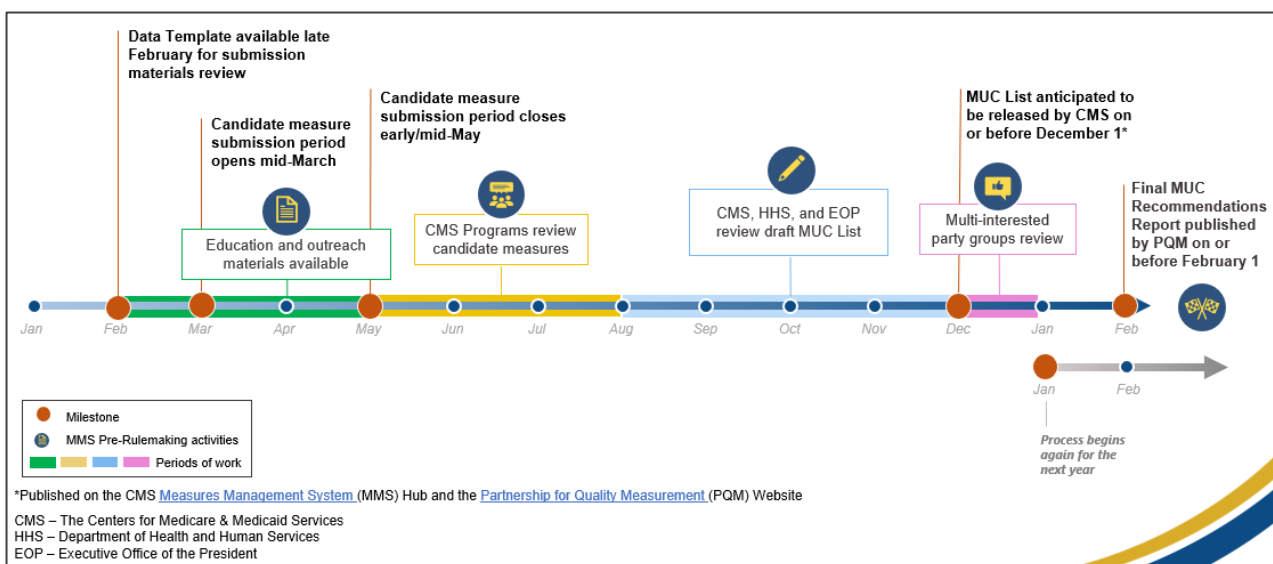 Data Template available late
February for submission
materials review
Candidate measure
submission period
opens mid-March
Candidate measure
submission period closes
early/mid-May
MUC List anticipated to
be released by CMS on
or before December 1*
Final MUC
Recommendations
Report published
by PQM on or
before February 1
Education and outreach
materials available
CMS Programs review
candidate measures
CMS, HHS, and EOP
review draft MUC List
Multi-interested
party groups review
Jan Feb Mar Apr May Jun Jul Aug Sep Oct Nov Dec Jan Feb
Jan Feb
Process begins
again for the
next year
Milestone
MMS Pre-Rulemaking activities
Periods of work
*Published on the CMS Measures Management System (MMS) Hub and the Partnership for Quality Measurement (PQM) Website
CMS – The Centers for Medicare & Medicaid Services
HHS – Department of Health and Human Services
EOP – Executive Office of the President